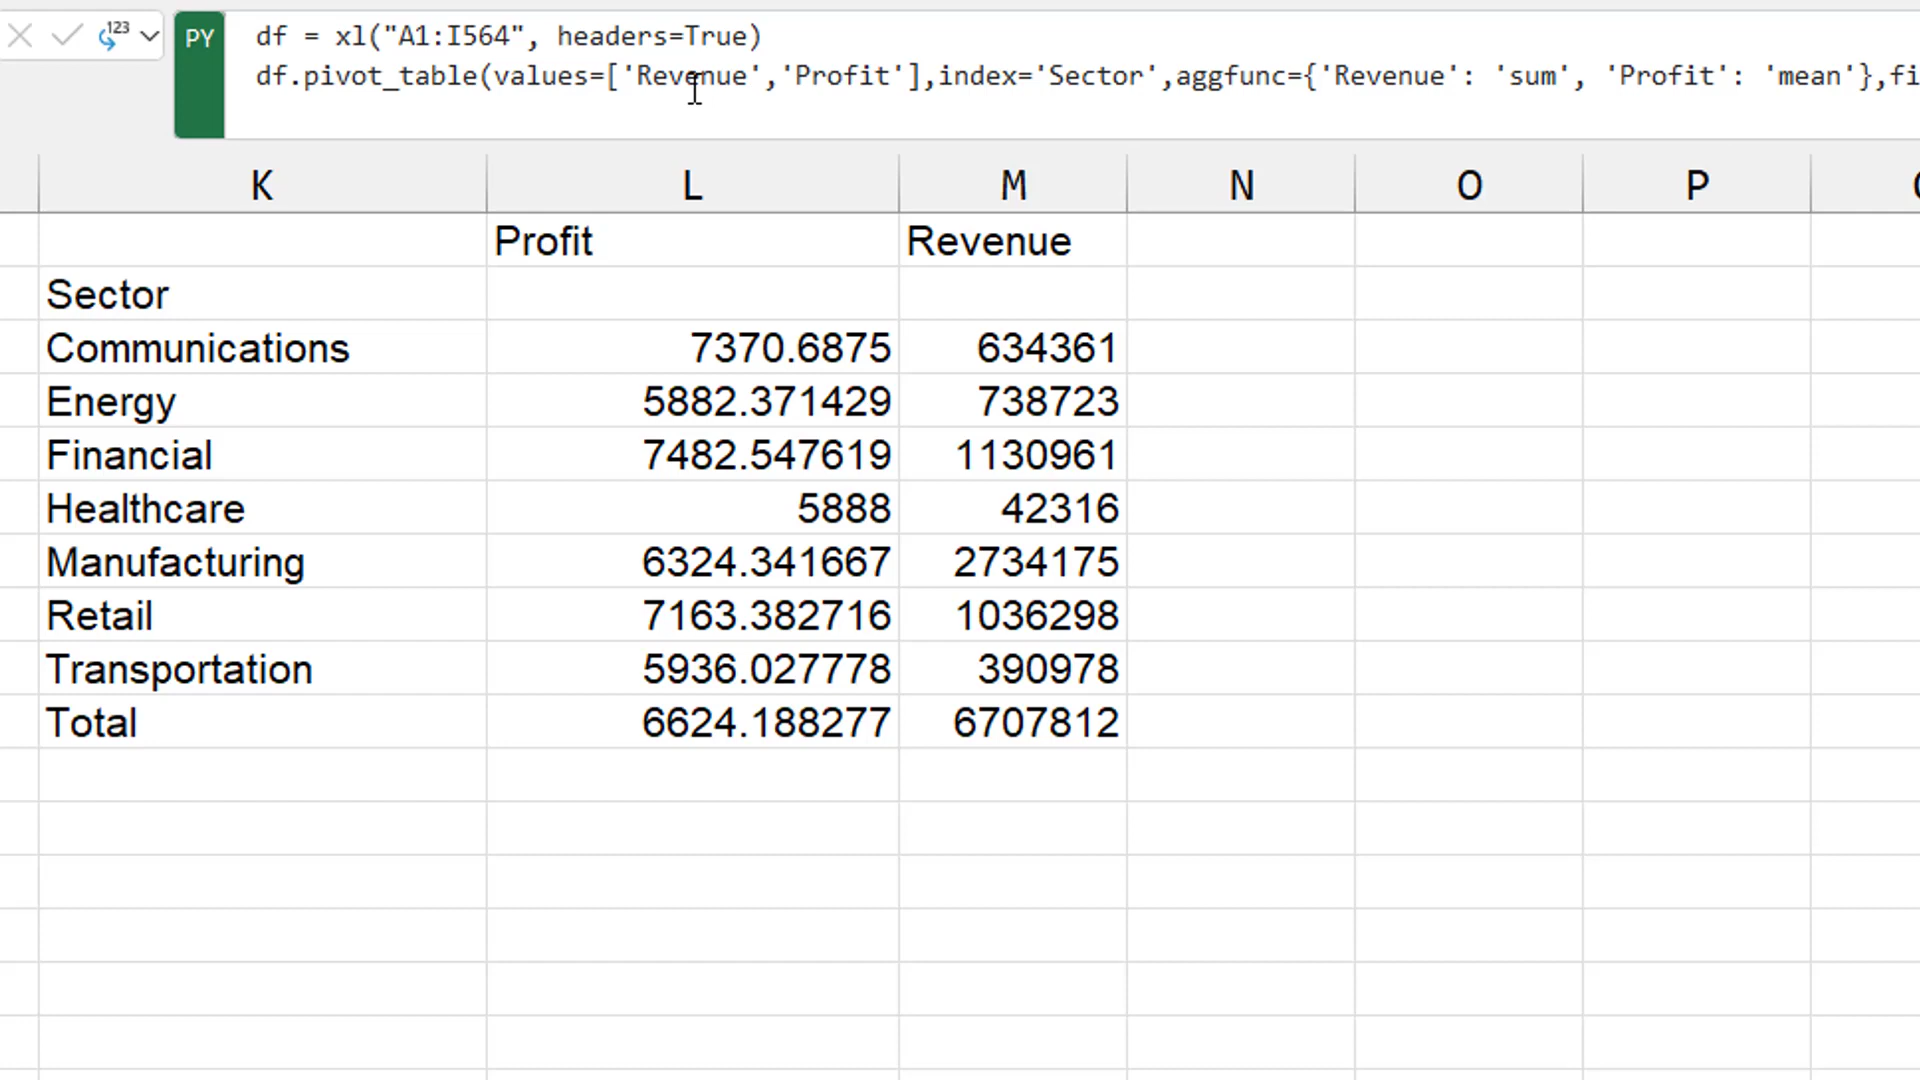 123
PY
df = xl("A1:I564", headers=True)
df.pivot_table(values=['Revenue','Profit'],index='Sector',aggfunc={'Revenue': 'sum', 'Profit': 'mean'},fi
K L M N O P
Profit Revenue
Sector
Communications 7370.6875 634361
Energy 5882.371429 738723
Financial 7482.547619 1130961
Healthcare 5888 42316
Manufacturing 6324.341667 2734175
Retail 7163.382716 1036298
Transportation 5936.027778 390978
Total 6624.188277 6707812